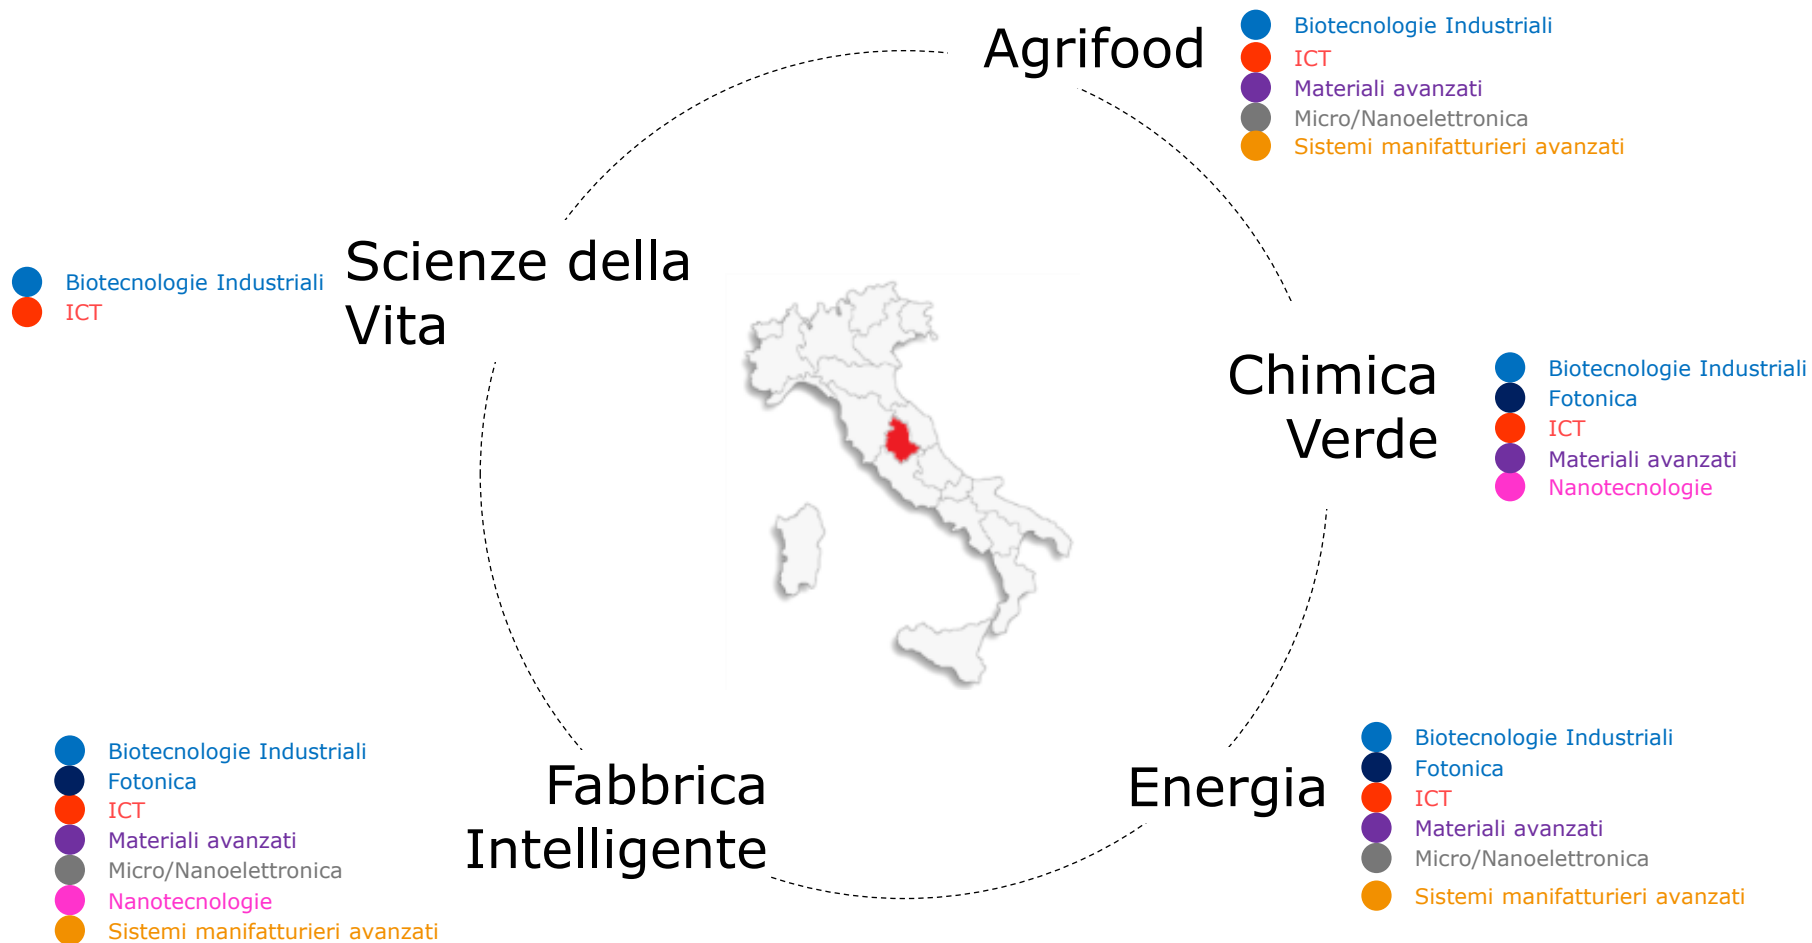 Agrifood
Biotecnologie Industriali
ICT
Materiali avanzati
Micro/Nanoelettronica
Sistemi manifatturieri avanzati
Scienze della
Vita
Biotecnologie Industriali
ICT
Chimica
Verde
Biotecnologie Industriali
Fotonica
ICT
Materiali avanzati
Nanotecnologie
Fabbrica
Intelligente
Biotecnologie Industriali
Fotonica
ICT
Materiali avanzati
Micro/Nanoelettronica
Nanotecnologie
Sistemi manifatturieri avanzati
Energia
Biotecnologie Industriali
Fotonica
ICT
Materiali avanzati
Micro/Nanoelettronica
Sistemi manifatturieri avanzati